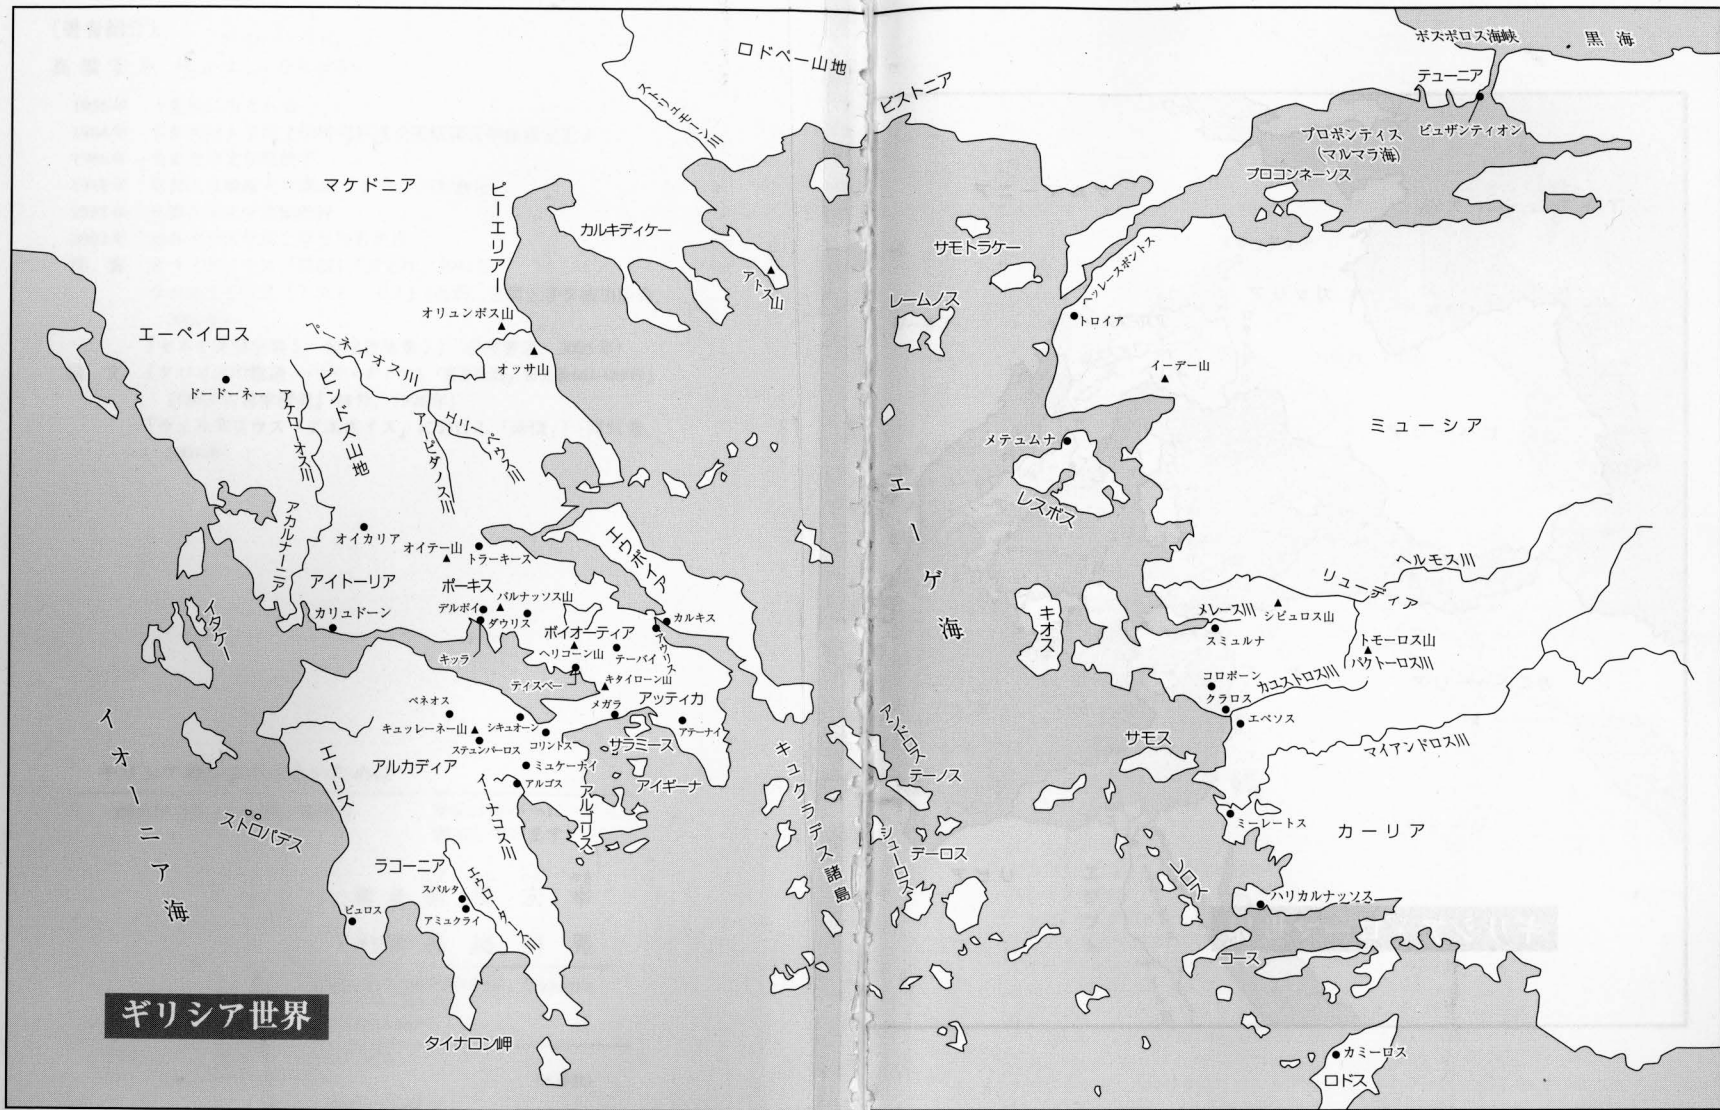 ギリシア世界
ロドペー山地
ストリューモーン川
ビストニア
ボスポロス海峡
黒海
テューニア
ビュザンティオン
プロポンティス
(マルマラ海)
プロコンネーソス
マケドニア
ピーエリアー
カルキディケー
アトス山
サモトラケー
レームノス
ヘッレースポントス
トロイア
オリュンポス山
オッサ山
エーペイロス
ドードーネー
ペーネイオス川
ピンドス山地
アケローオス川
アーピダノス川
エニーペウス川
イーデー山
ミューシア
メテュムナ
レスボス
エーゲ海
アカルナーニア
オイカリア
オイテー山
トラーキース
エウボイア
アイトーリア
カリュドーン
ポーキス
デルポイ
パルナッソス山
ダウリス
ボイオーティア
ヘリコーン山
テーバイ
カルキス
アウリス
キッラ
ティスベー
キタイローン山
メガラ
アッティカ
アテーナイ
イタケー
キオス
ヘルモス川
リューディア
メレース川
シピュロス山
スミュルナ
トモーロス山
パクトーロス川
コロポーン
クラロス
カユストロス川
エペソス
サモス
マイアンドロス川
イオーニア海
ペネオス
キュッレーネー山
シキュオーン
ステュンパーロス
コリントス
サラミース
アルカディア
ミュケーナイ
アルゴス
アイギーナ
エーリス
イーナコス川
アルゴリス
ストロパデス
ラコーニア
スパルタ
アミュクライ
エウロータース川
ピュロス
タイナロン岬
キュクラデス諸島
アンドロス
テーノス
シューロス
デーロス
ミーレートス
カーリア
レロス
ハリカルナッソス
コース
カミーロス
ロドス